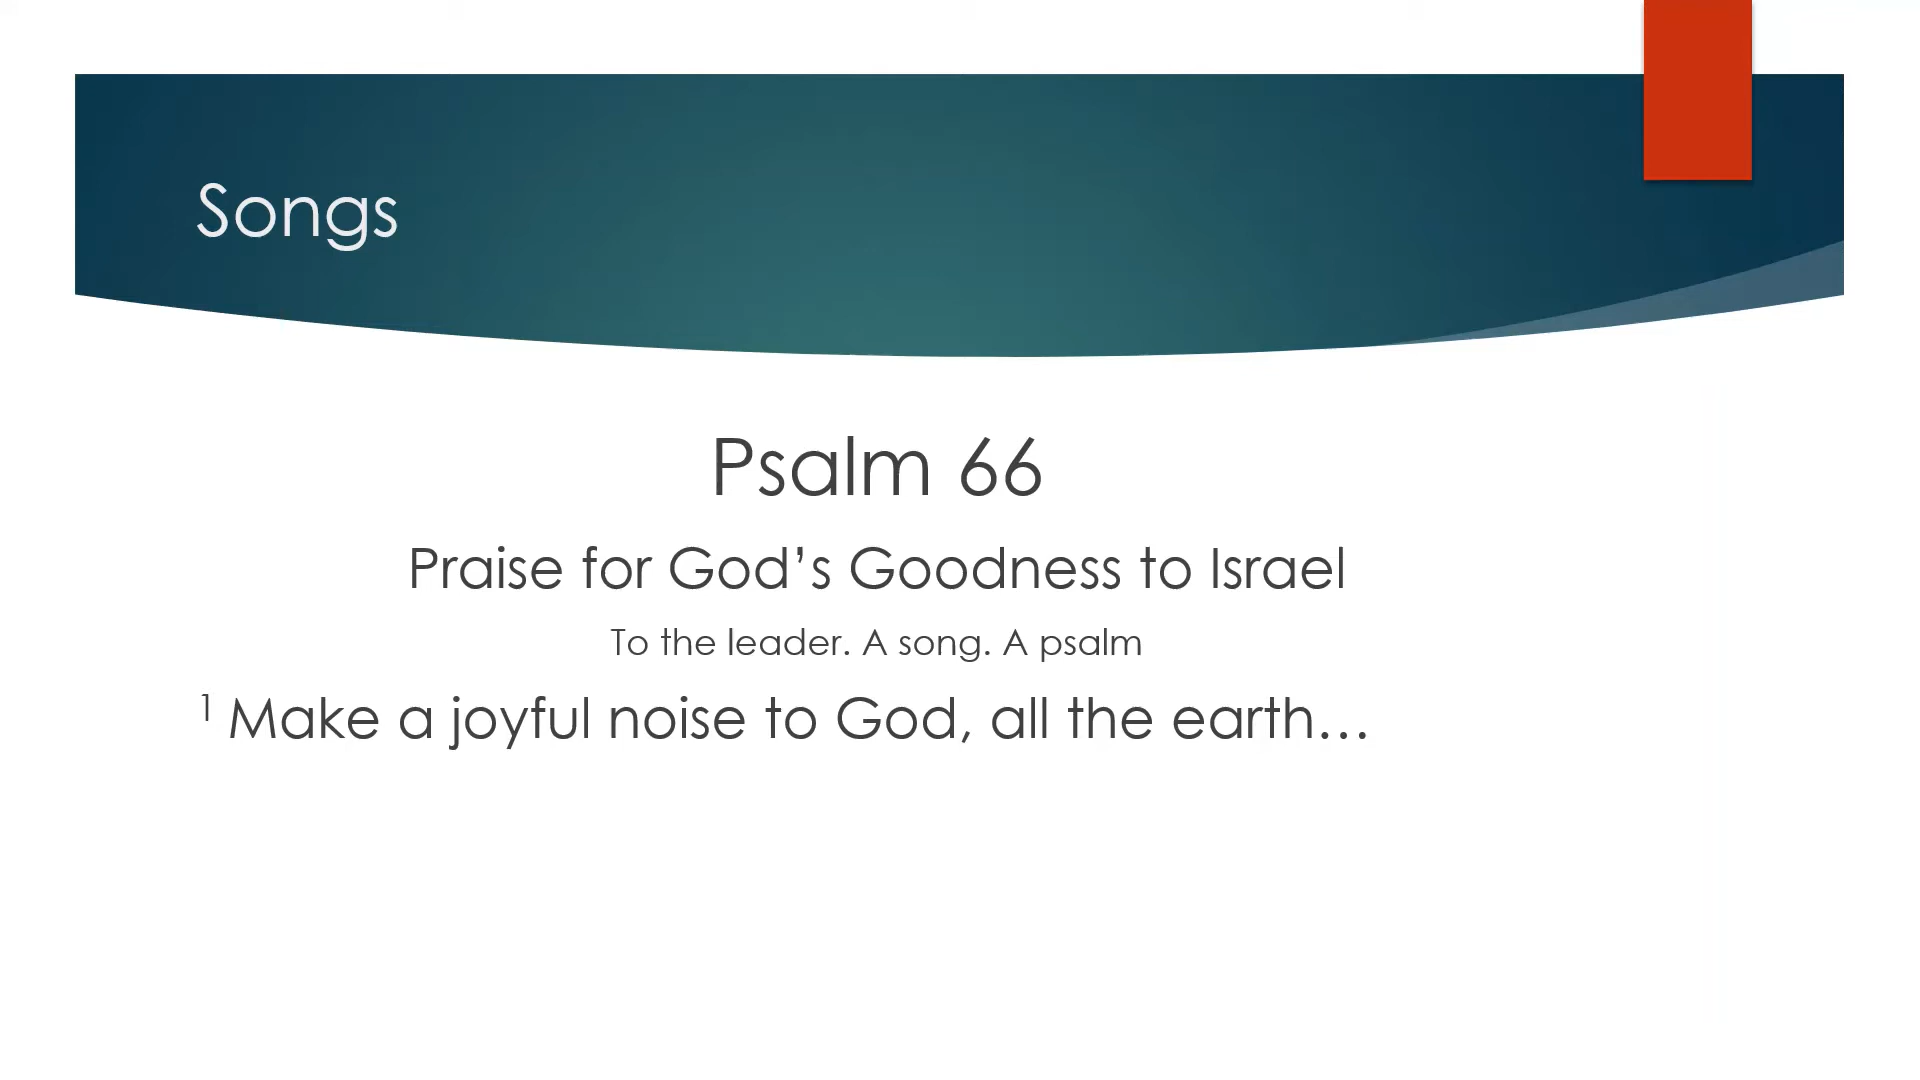 Songs
Psalm 66
Praise for God’s Goodness to Israel
To the leader. A song. A psalm
¹ Make a joyful noise to God, all the earth…